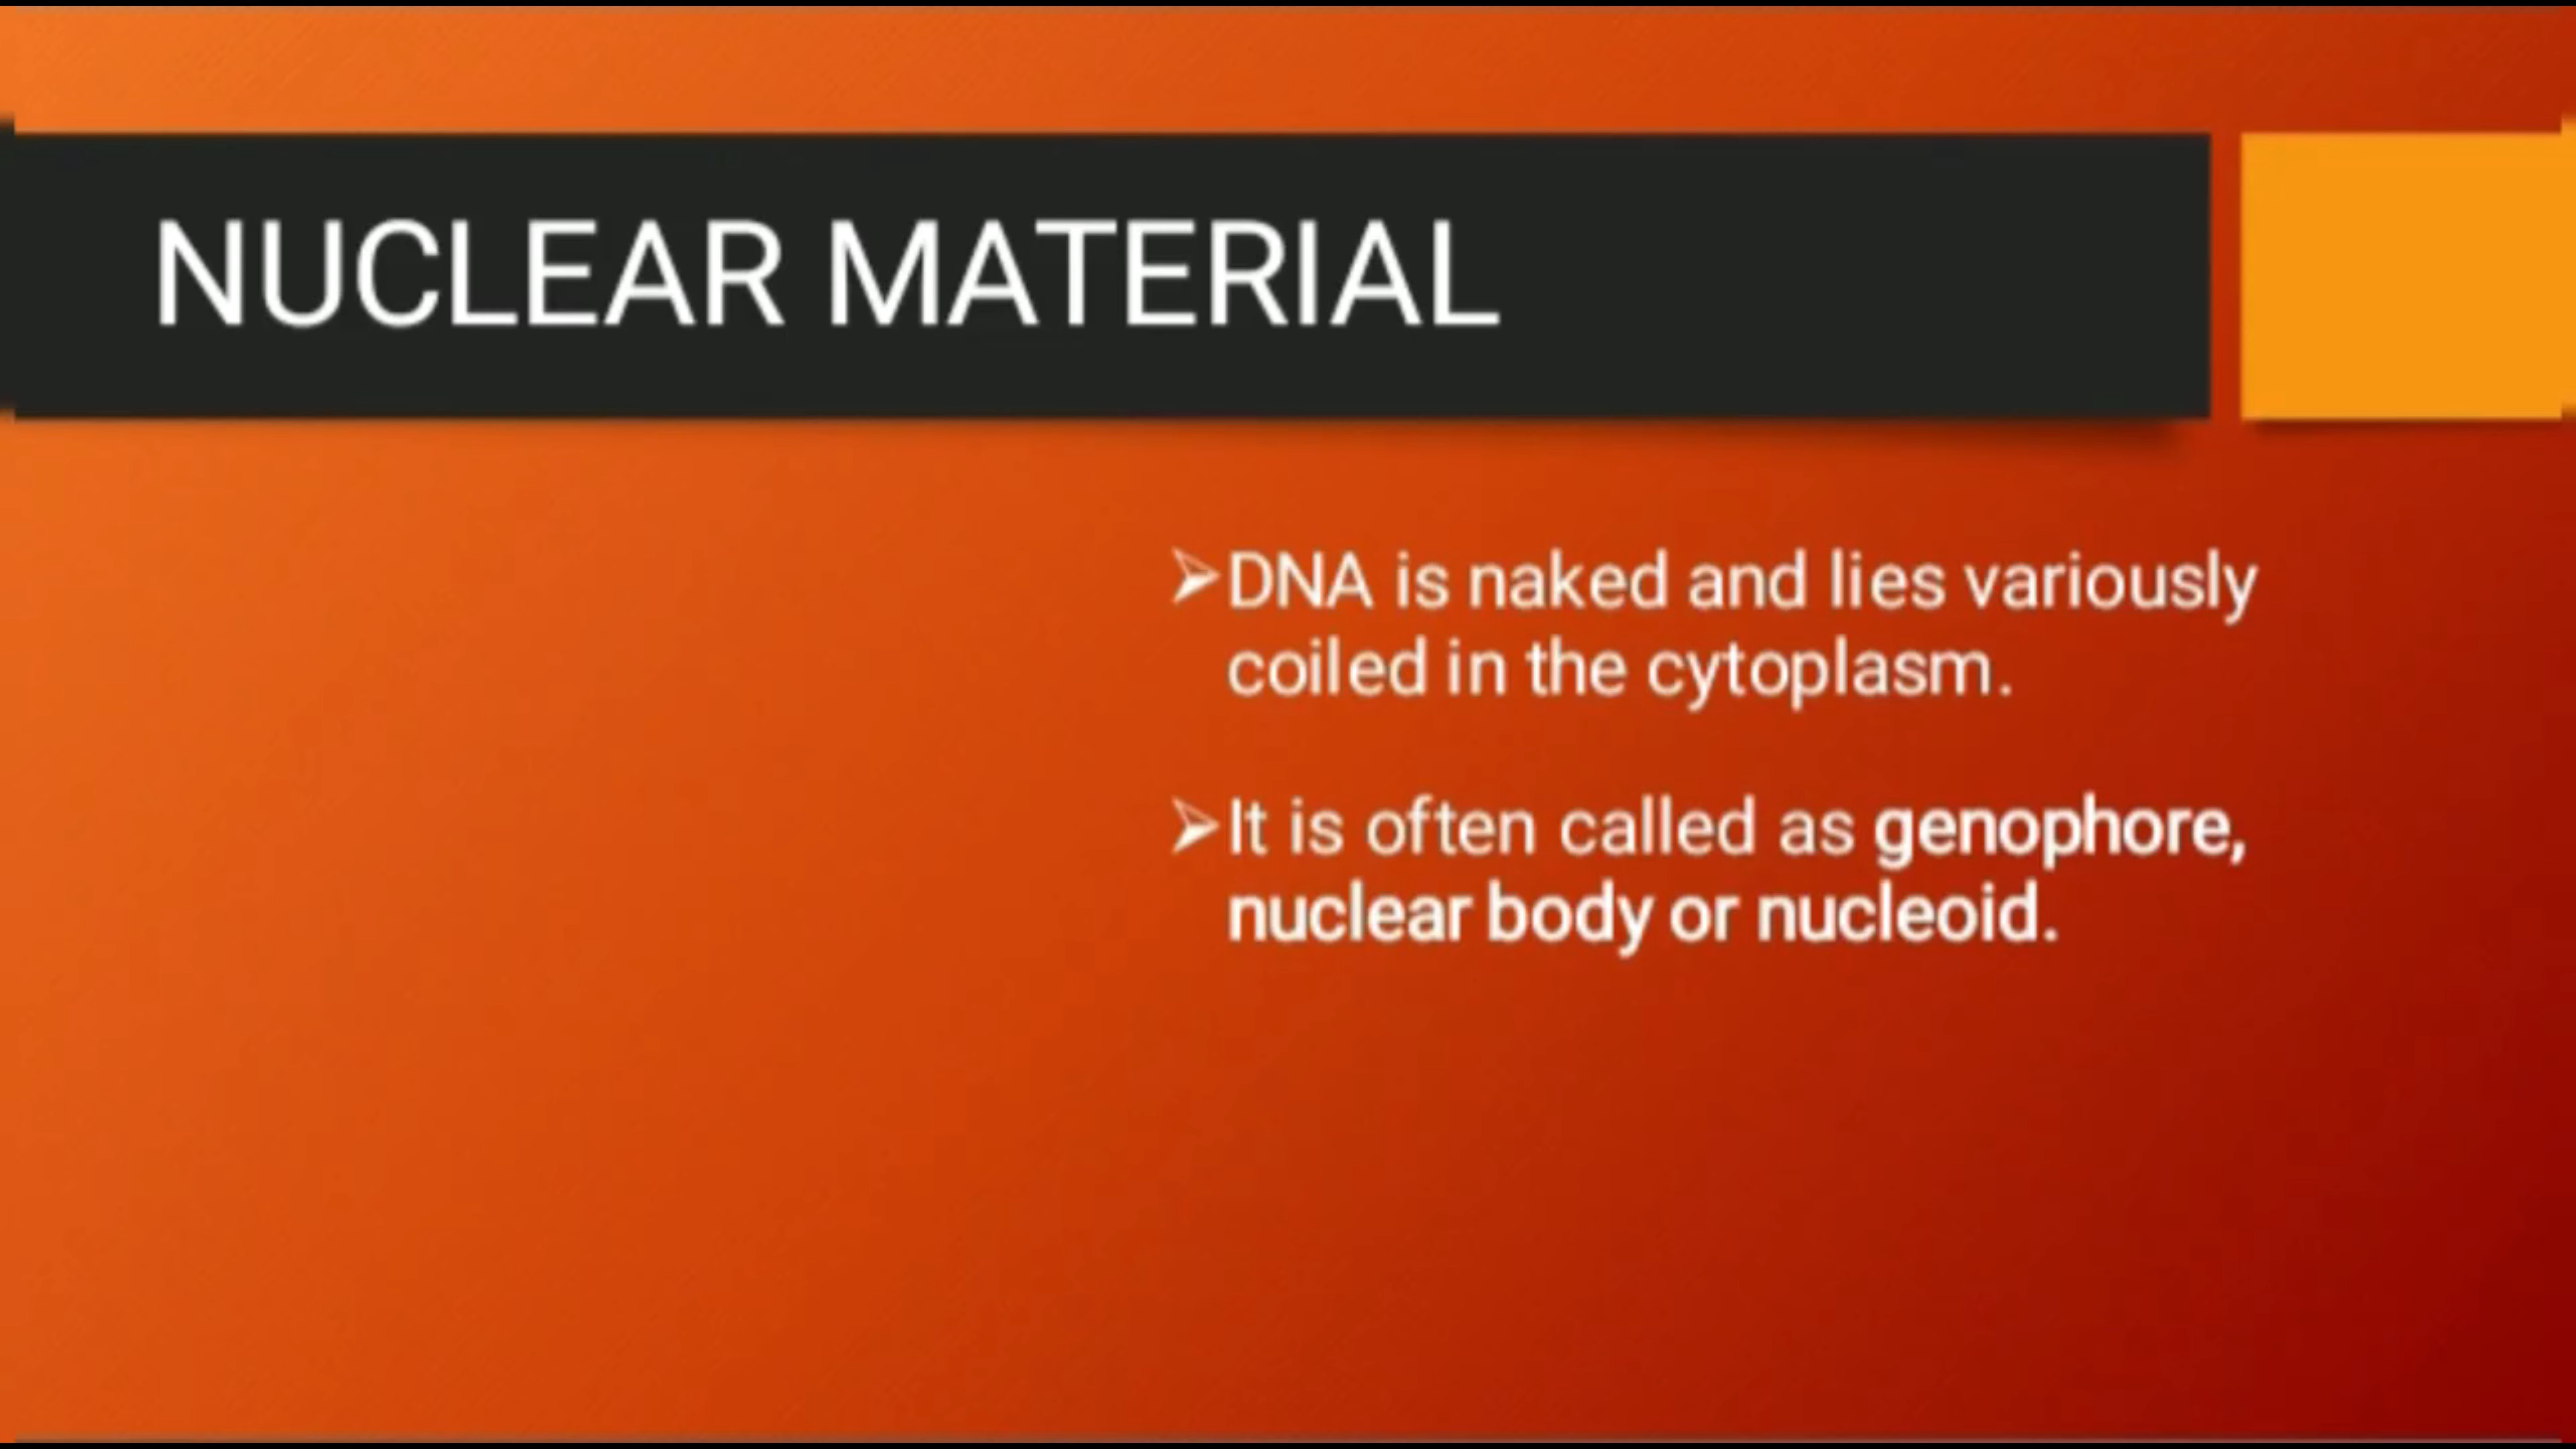 NUCLEAR MATERIAL
➢DNA is naked and lies variously
coiled in the cytoplasm.
➢It is often called as genophore,
nuclear body or nucleoid.